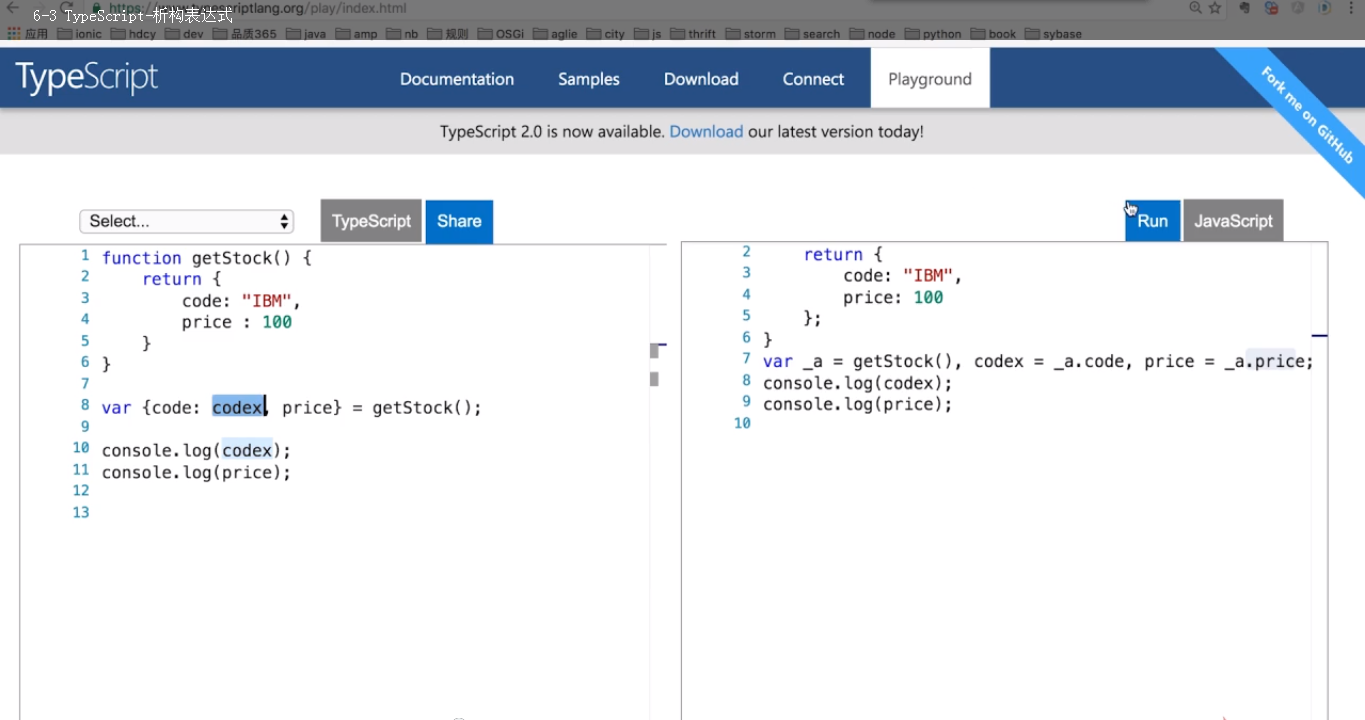 6-3 TypeScript-析构表达式
https://www.typescriptlang.org/play/index.html
应用 ionic hdcy dev 品质365 java amp nb 规则 OSGi aglie city js thrift storm search node python book sybase
TypeScript Documentation Samples Download Connect Playground
Fork me on GitHub
TypeScript 2.0 is now available. Download our latest version today!
Select... TypeScript Share Run JavaScript
1 function getStock() {
2 return {
3 code: "IBM",
4 price : 100
5 }
6 }
7
8 var {code: codex, price} = getStock();
9
10 console.log(codex);
11 console.log(price);
12
13
2 return {
3 code: "IBM",
4 price: 100
5 };
6 }
7 var _a = getStock(), codex = _a.code, price = _a.price;
8 console.log(codex);
9 console.log(price);
10